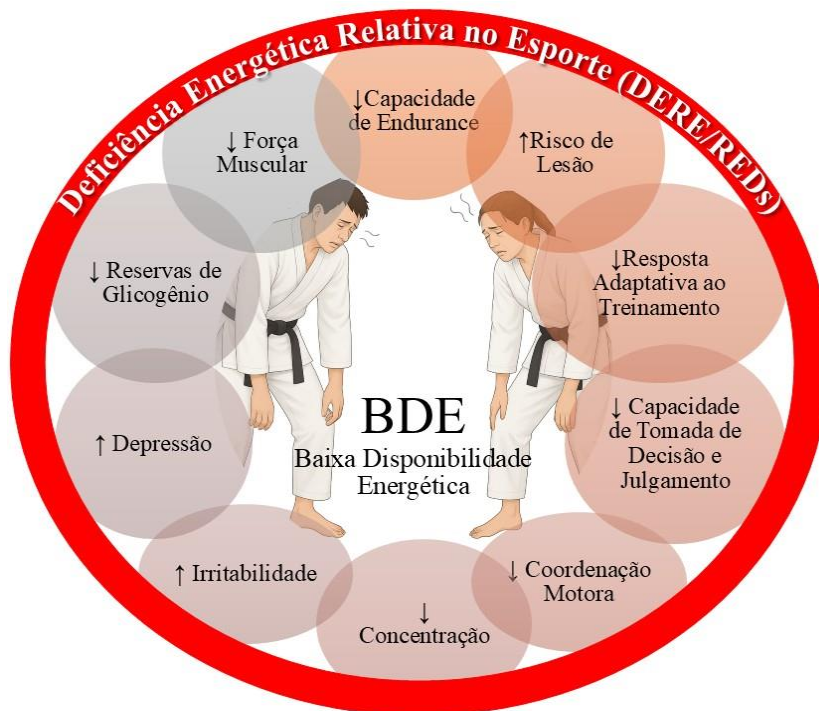 Deficiência Energética Relativa no Esporte (DERE/REDs)
↓Capacidade
de Endurance
↑Risco de
Lesão
↓Resposta
Adaptativa ao
Treinamento
↓ Capacidade
de Tomada de
Decisão e
Julgamento
↓ Coordenação
Motora
↓
Concentração
↑ Irritabilidade
↑ Depressão
↓ Reservas de
Glicogênio
↓ Força
Muscular
BDE
Baixa Disponibilidade
Energética